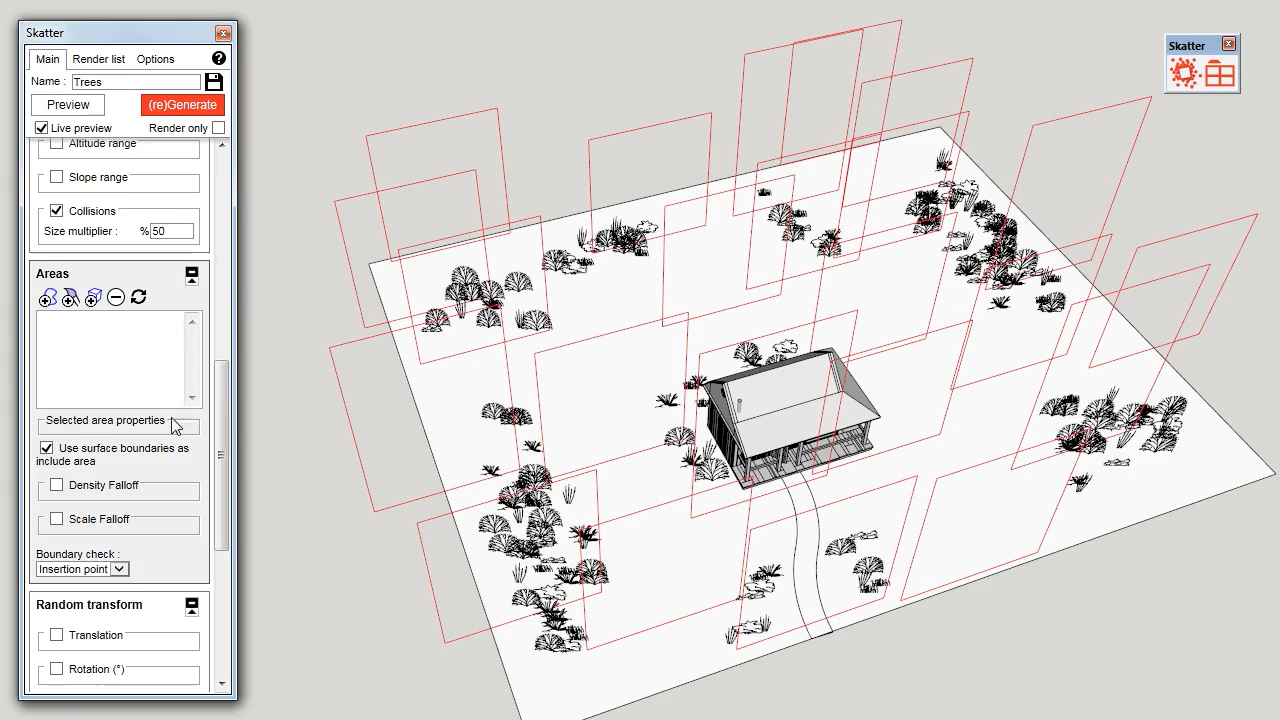 Skatter
Main Render list Options
Name : Trees
Preview (re)Generate
Live preview Render only
Altitude range
Slope range
Collisions
Size multiplier : % 50
Areas
Selected area properties
Use surface boundaries as
include area
Density Falloff
Scale Falloff
Boundary check :
Insertion point
Random transform
Translation
Rotation (°)
Skatter